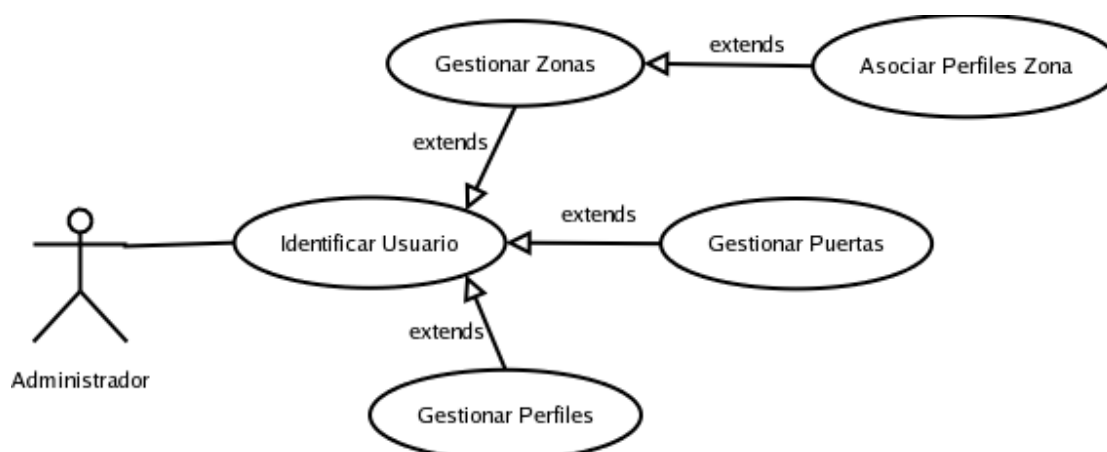 extends
Gestionar Zonas
Asociar Perfiles Zona
extends
extends
Identificar Usuario
Gestionar Puertas
extends
Administrador
Gestionar Perfiles